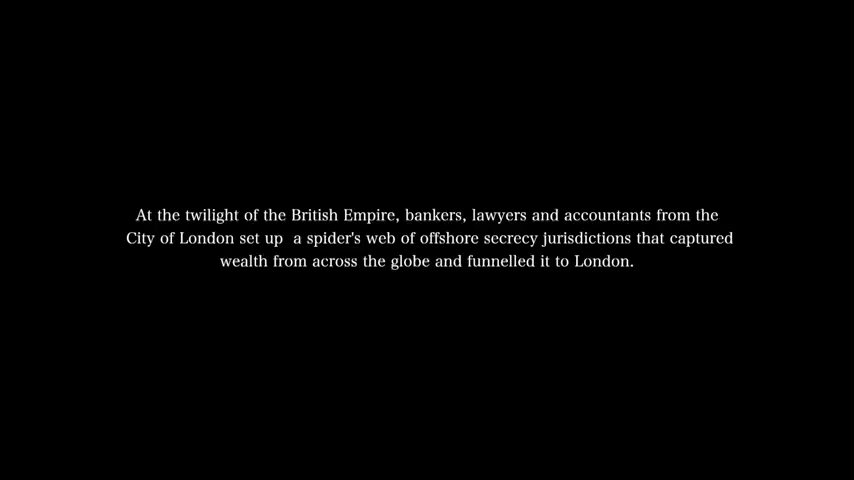 At the twilight of the British Empire, bankers, lawyers and accountants from the
City of London set up  a spider's web of offshore secrecy jurisdictions that captured
wealth from across the globe and funnelled it to London.